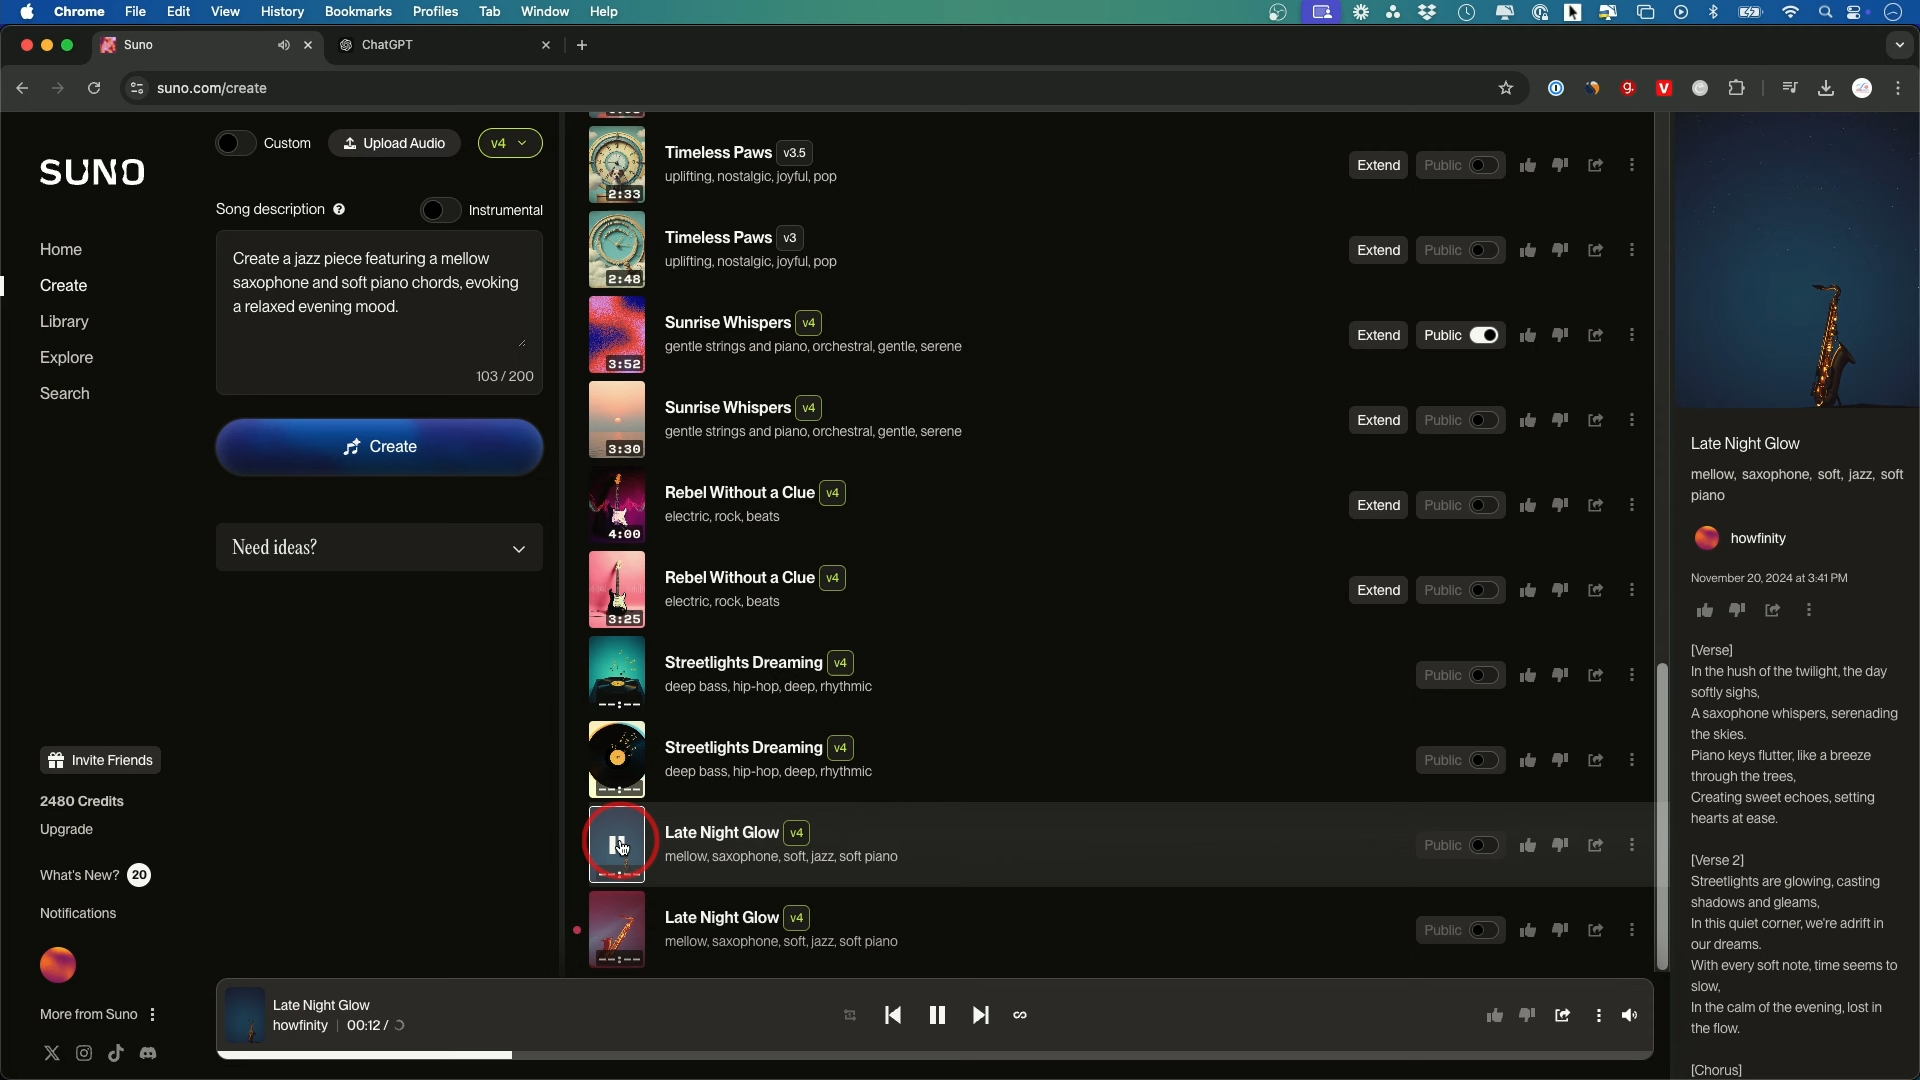 Chrome File Edit View History Bookmarks Profiles Tab Window Help
Suno
ChatGPT
suno.com/create
SUNO
Home
Create
Library
Explore
Search
Invite Friends
2480 Credits
Upgrade
What's New? 20
Notifications
More from Suno
Custom
Upload Audio
v4
Song description
Instrumental
Create a jazz piece featuring a mellow
saxophone and soft piano chords, evoking
a relaxed evening mood.
103 / 200
Create
Need ideas?
Timeless Paws v3.5
uplifting, nostalgic, joyful, pop
2:33
Extend Public
Timeless Paws v3
uplifting, nostalgic, joyful, pop
2:48
Extend Public
Sunrise Whispers v4
gentle strings and piano, orchestral, gentle, serene
3:52
Extend Public
Sunrise Whispers v4
gentle strings and piano, orchestral, gentle, serene
3:30
Extend Public
Rebel Without a Clue v4
electric, rock, beats
4:00
Extend Public
Rebel Without a Clue v4
electric, rock, beats
3:25
Extend Public
Streetlights Dreaming v4
deep bass, hip-hop, deep, rhythmic
--:--
Public
Streetlights Dreaming v4
deep bass, hip-hop, deep, rhythmic
--:--
Public
Late Night Glow v4
mellow, saxophone, soft, jazz, soft piano
--:--
Public
Late Night Glow v4
mellow, saxophone, soft, jazz, soft piano
--:--
Public
Late Night Glow
howfinity | 00:12 /
Late Night Glow
mellow, saxophone, soft, jazz, soft
piano
howfinity
November 20, 2024 at 3:41 PM
[Verse]
In the hush of the twilight, the day
softly sighs,
A saxophone whispers, serenading
the skies.
Piano keys flutter, like a breeze
through the trees,
Creating sweet echoes, setting
hearts at ease.
[Verse 2]
Streetlights are glowing, casting
shadows and gleams,
In this quiet corner, we're adrift in
our dreams.
With every soft note, time seems to
slow,
In the calm of the evening, lost in
the flow.
[Chorus]